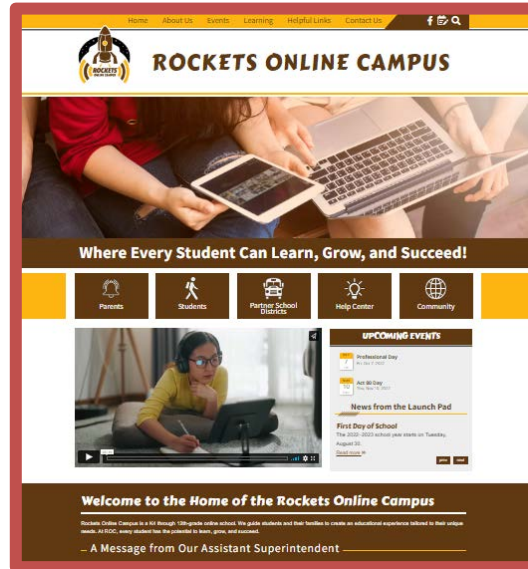 Home About Us Events Learning Helpful Links Contact Us
ROCKETS
ONLINE CAMPUS
ROCKETS ONLINE CAMPUS
Where Every Student Can Learn, Grow, and Succeed!
Parents
Students
Partner School
Districts
Help Center
Community
UPCOMING EVENTS
Professional Day
Act 80 Day
News from the Launch Pad
First Day of School
The 2022-2023 school year starts on Tuesday,
August 30.
Read more
Welcome to the Home of the Rockets Online Campus
Rockets Online Campus is a K4 through 12th-grade online school. We guide students and their families to create an educational experience tailored to their unique
needs. At ROC, every student has the potential to learn, grow, and succeed.
A Message from Our Assistant Superintendent